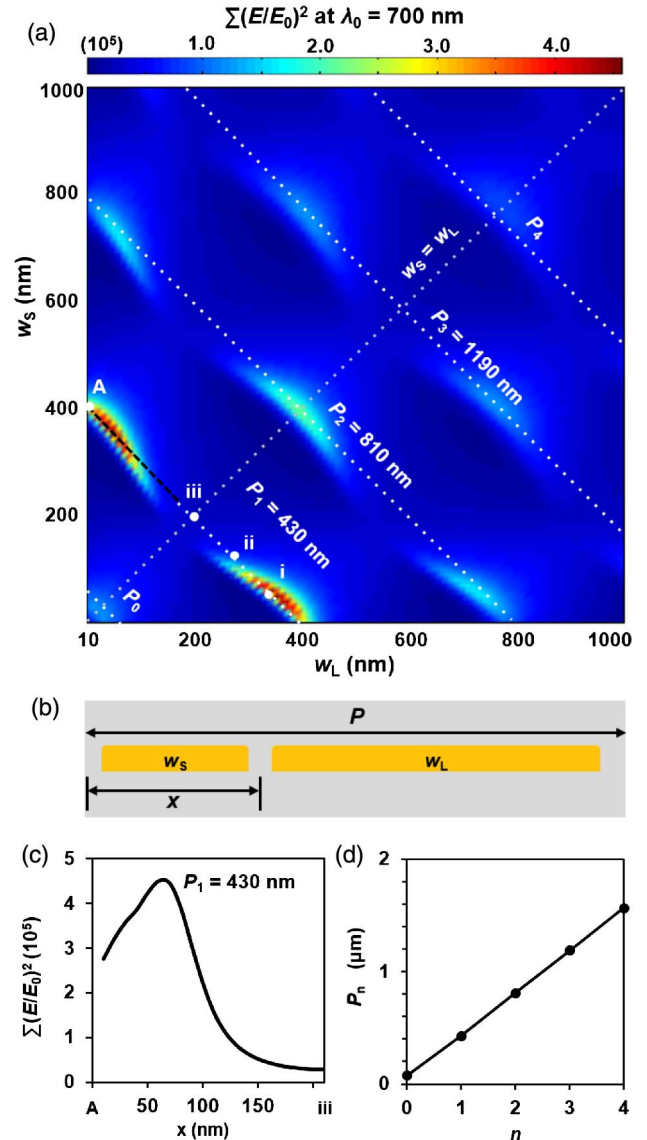 ∑(E/E₀)² at λ₀ = 700 nm
(a)
(10⁵) 1.0 2.0 3.0 4.0
1000
800
600
400
200
wS (nm)
A
iii
ii
i
wS = wL
P₀
P₁ = 430 nm
P₂ = 810 nm
P₃ = 1190 nm
P₄
10 200 400 600 800 1000
wL (nm)
(b)
P
wS wL
x
(c)
P₁ = 430 nm
5
4
3
2
1
0
∑(E/E₀)² (10⁵)
A 50 100 150 iii
x (nm)
(d)
2
1
0
Pn (μm)
0 1 2 3 4
n